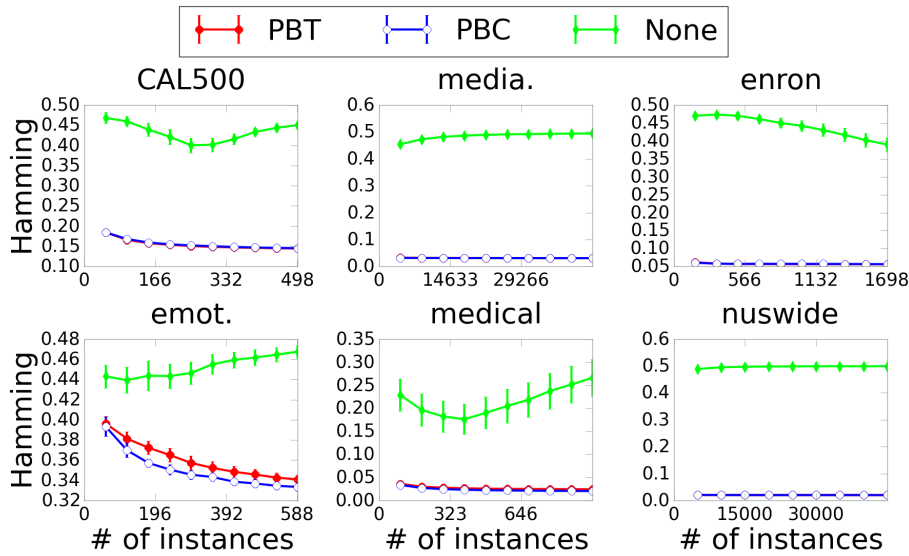 PBT PBC None
CAL500 media. enron
Hamming
0.50 0.45 0.40 0.35 0.30 0.25 0.20 0.15 0.10
0 166 332 498
0.6 0.5 0.4 0.3 0.2 0.1 0.0
0 14633 29266
0.50 0.45 0.40 0.35 0.30 0.25 0.20 0.15 0.10 0.05
0 566 1132 1698
emot. medical nuswide
Hamming
0.48 0.46 0.44 0.42 0.40 0.38 0.36 0.34 0.32
0 196 392 588
0.35 0.30 0.25 0.20 0.15 0.10 0.05 0.00
0 323 646
0.6 0.5 0.4 0.3 0.2 0.1 0.0
0 15000 30000
# of instances # of instances # of instances